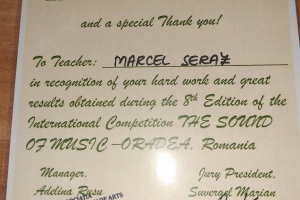 and a special Thank you!
To Teacher: MARCEL SERAZ
in recognition of your hard work and great
results obtained during the 8th Edition of the
International Competition THE SOUND
OF MUSIC –ORADEA, Romania
Manager, Jury President,
Adelina Rusu Marian
OF ARTS